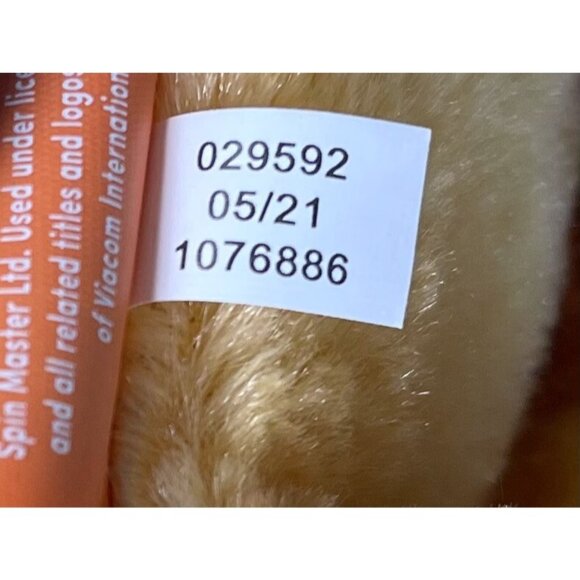 Spin Master Ltd. Used under lice
and all related titles and logos
of Viacom Internation
029592
05/21
1076886